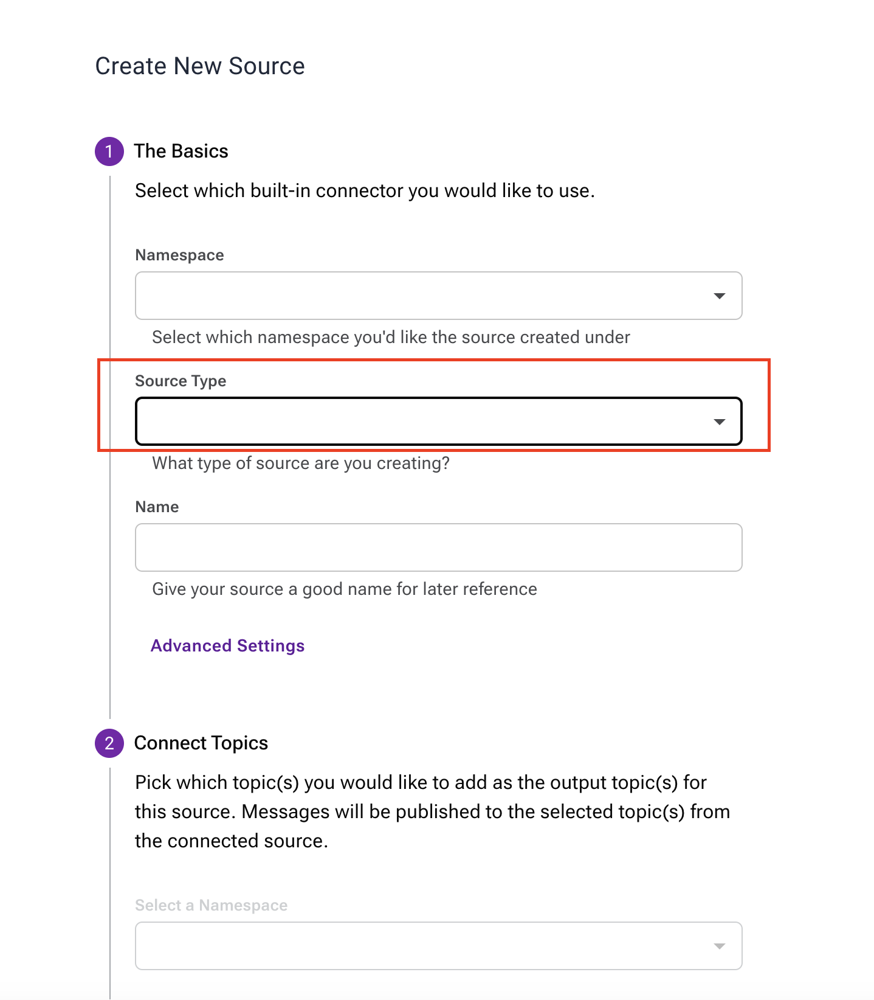 Create New Source
1 The Basics
Select which built-in connector you would like to use.
Namespace
Select which namespace you'd like the source created under
Source Type
What type of source are you creating?
Name
Give your source a good name for later reference
Advanced Settings
2 Connect Topics
Pick which topic(s) you would like to add as the output topic(s) for
this source. Messages will be published to the selected topic(s) from
the connected source.
Select a Namespace